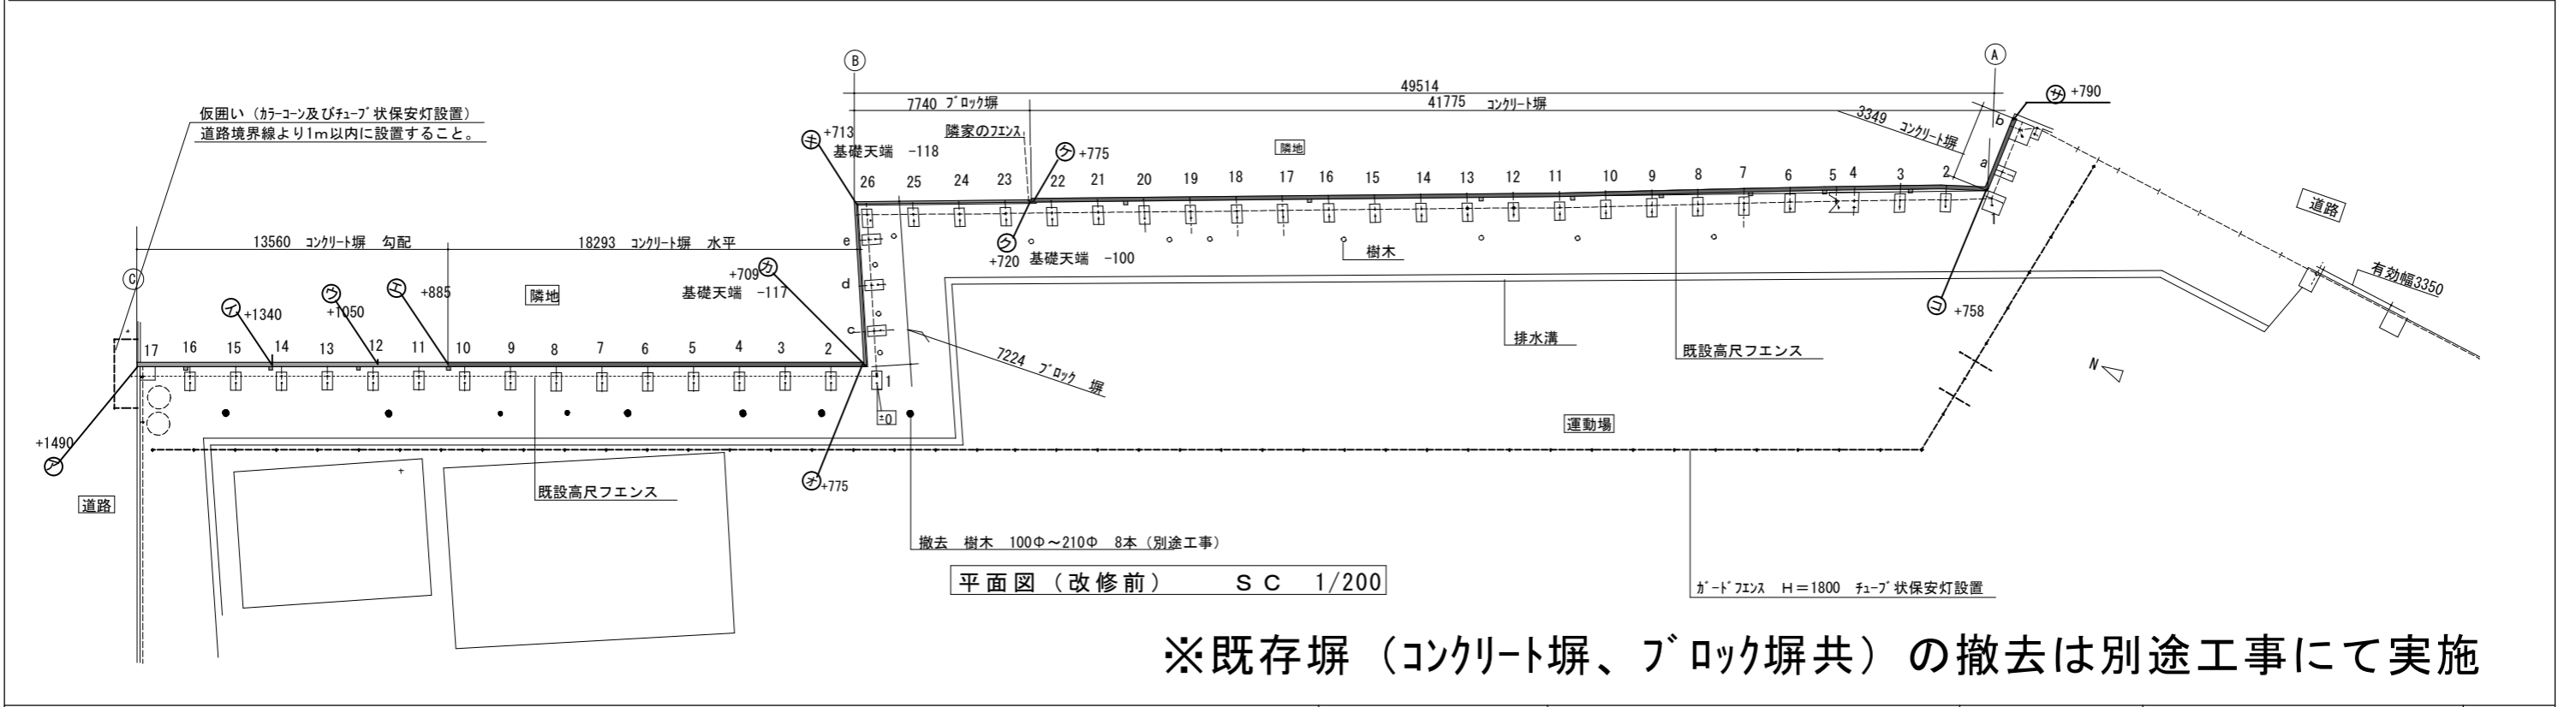 B
A
49514
7740 ブロック塀
41775 コンクリート塀
3349 コンクリート塀
仮囲い（カラーコーン及びチューブ状保安灯設置）
道路境界線より1m以内に設置すること。
隣家のフエンス
隣地
キ +713
基礎天端 -118
ケ +775
サ +790
b
a
26 25 24 23 22 21 20 19 18 17 16 15 14 13 12 11 10 9 8 7 6 5 4 3 2
1
道路
有効幅3350
13560 コンクリート塀 勾配
18293 コンクリート塀 水平
e
d
c
ク
+720 基礎天端 -100
樹木
C
カ
+709
基礎天端 -117
隣地
イ +1340
ウ
+1050
エ +885
コ +758
排水溝
既設高尺フエンス
7224 ブロック 塀
N
17 16 15 14 13 12 11 10 9 8 7 6 5 4 3 2
1
±0
運動場
+1490
ア
オ +775
道路
既設高尺フエンス
撤去 樹木 100Φ～210Φ 8本（別途工事）
平面図（改修前） ＳＣ 1/200
ガードフエンス Ｈ＝1800 チューブ状保安灯設置
※既存塀（コンクリート塀、ブロック塀共）の撤去は別途工事にて実施